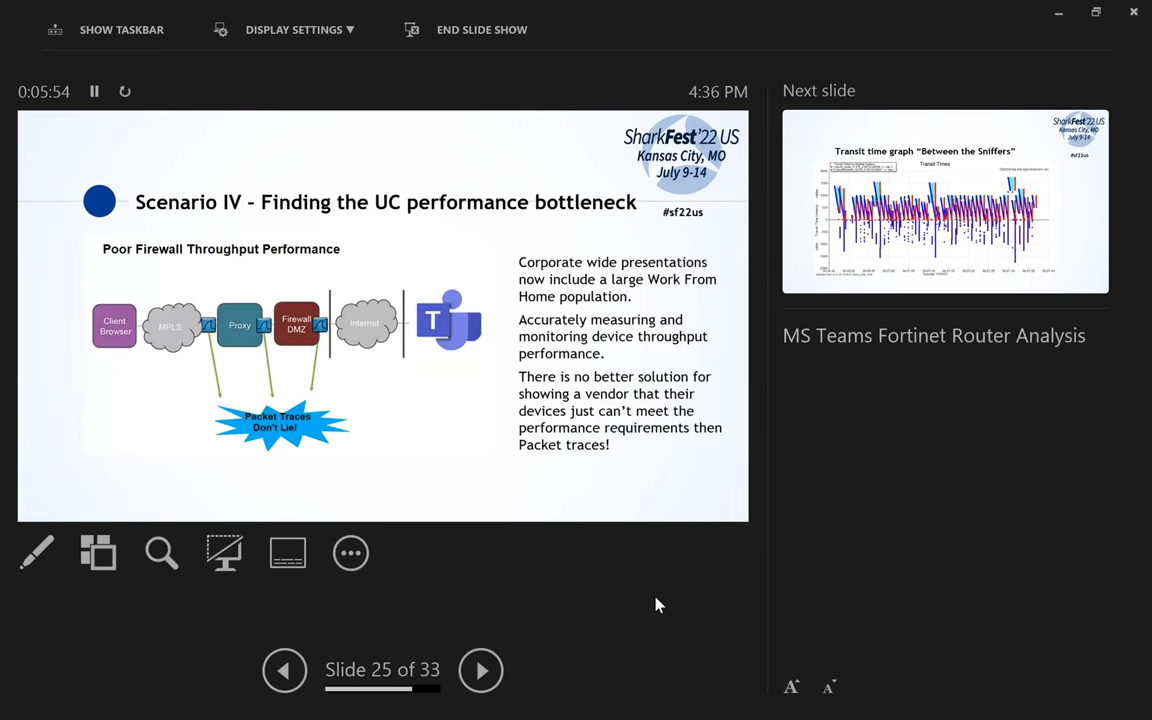 SHOW TASKBAR
DISPLAY SETTINGS ▼
END SLIDE SHOW
0:05:54
4:36 PM
SharkFest'22 US
Kansas City, MO
July 9-14
#sf22us
Scenario IV - Finding the UC performance bottleneck
Poor Firewall Throughput Performance
Client
Browser
MPLS
Proxy
Firewall
DMZ
Internet
T
Packet Traces
Don't Lie!
Corporate wide presentations
now include a large Work From
Home population.
Accurately measuring and
monitoring device throughput
performance.
There is no better solution for
showing a vendor that their
devices just can't meet the
performance requirements then
Packet traces!
Slide 25 of 33
Next slide
SharkFest'22 US
Kansas City, MO
July 9-14
#sf22us
Transit time graph "Between the Sniffers"
Transit Times
MS Teams Fortinet Router Analysis
A
A